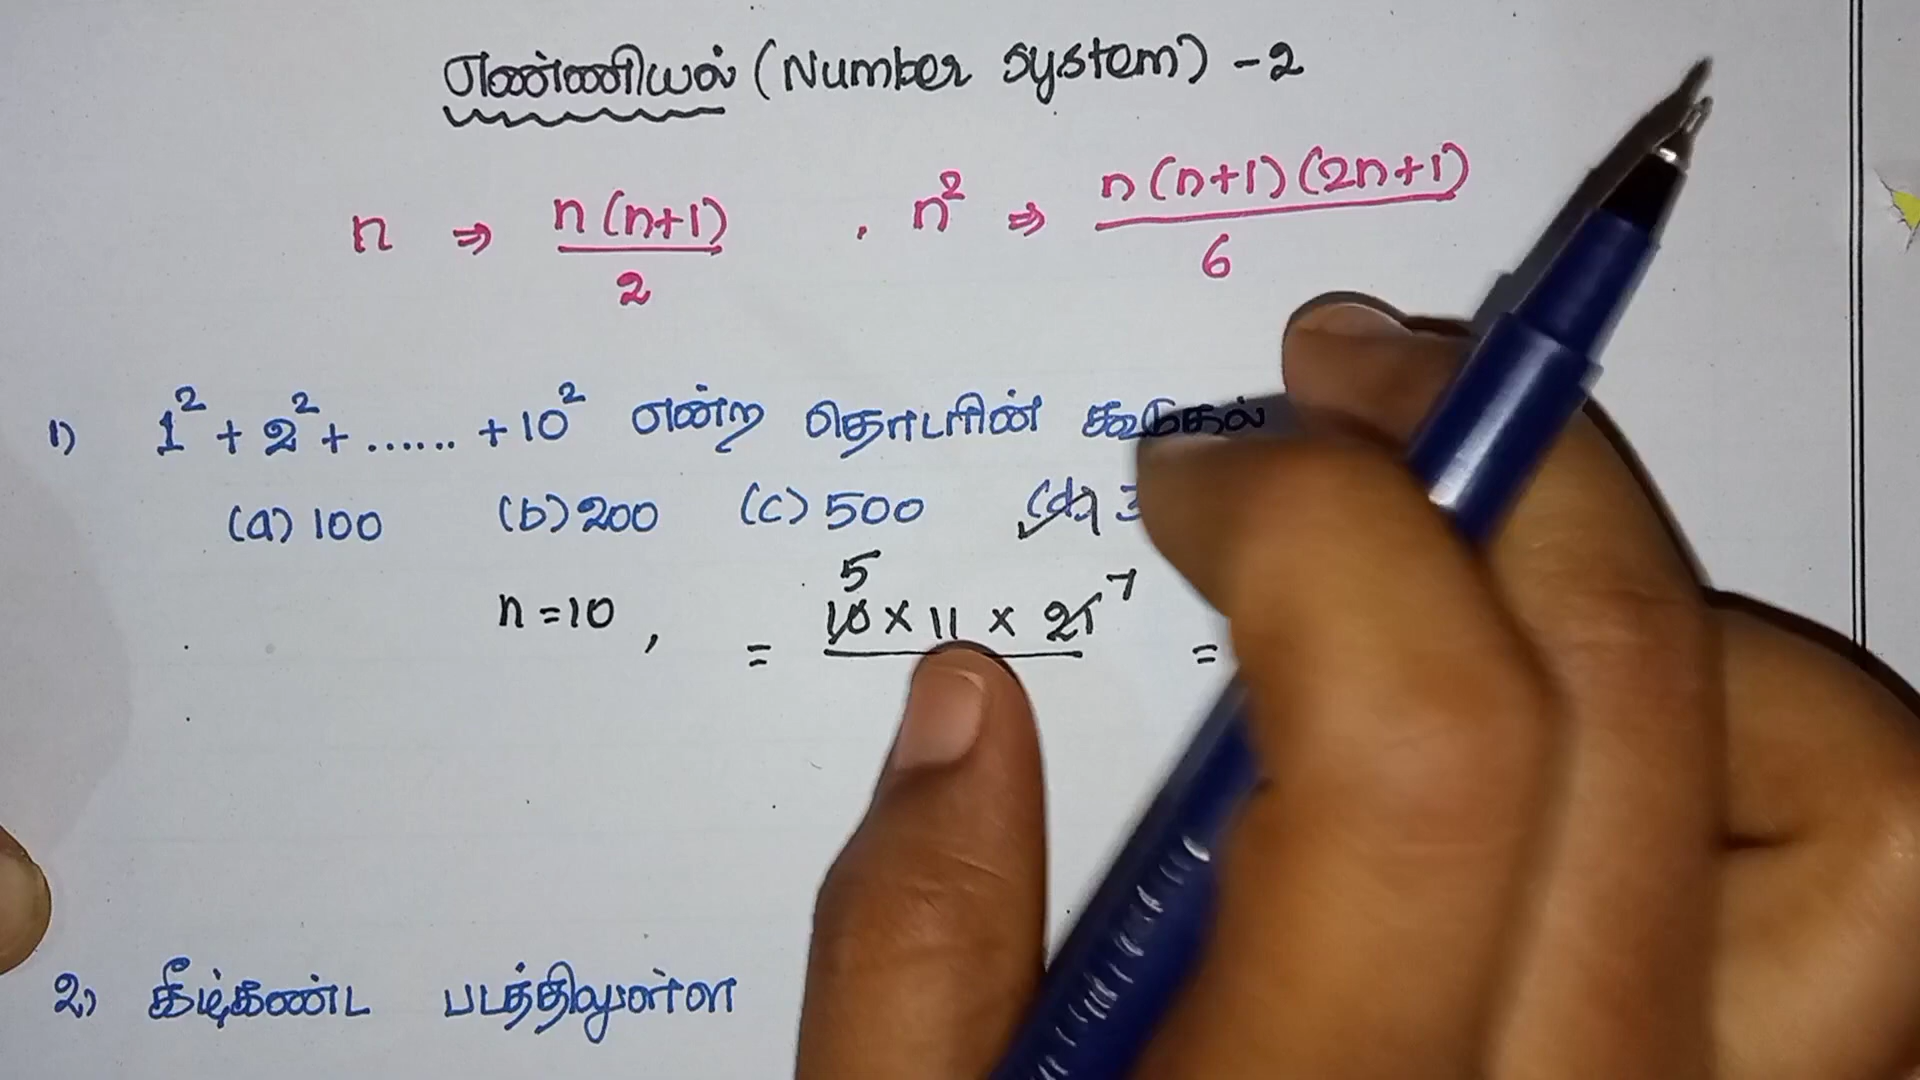 எண்ணியல் (Number system) - 2
n ⇒ n(n+1)/2 , n² ⇒ n(n+1)(2n+1)/6
1) 1² + 2² + ...... + 10² என்ற தொடரின் கூடுதல்
(a) 100 (b) 200 (c) 500 (d)
n = 10 , = 10 5 × 11 × 21 7 =
2) கீழ்கண்ட படத்திலுள்ள